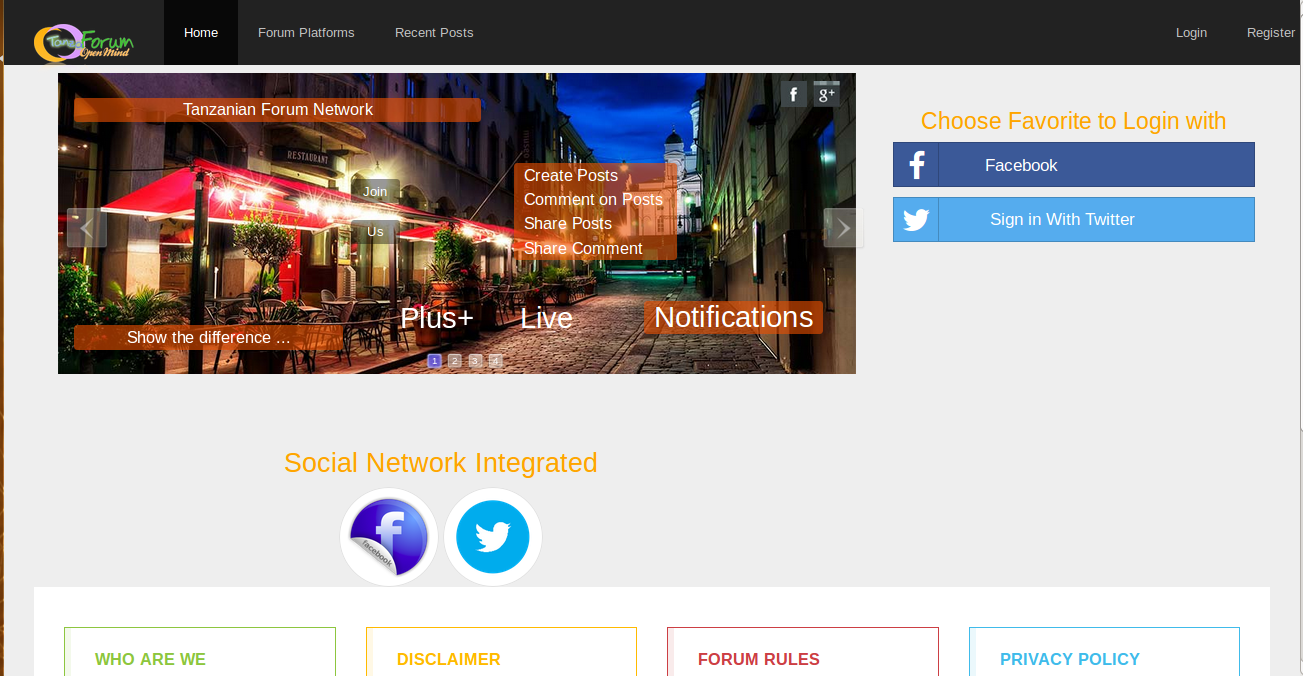 Home
Forum Platforms
Recent Posts
Login
Register
Forum
Open Mind
Tanzanian Forum Network
f
g+
RESTAURANT
Join
Us
Create Posts
Comment on Posts
Share Posts
Share Comment
Plus+
Live
Notifications
Show the difference ...
1 2 3 4
Choose Favorite to Login with
f Facebook
Sign in With Twitter
Social Network Integrated
f
facebook
WHO ARE WE
DISCLAIMER
FORUM RULES
PRIVACY POLICY